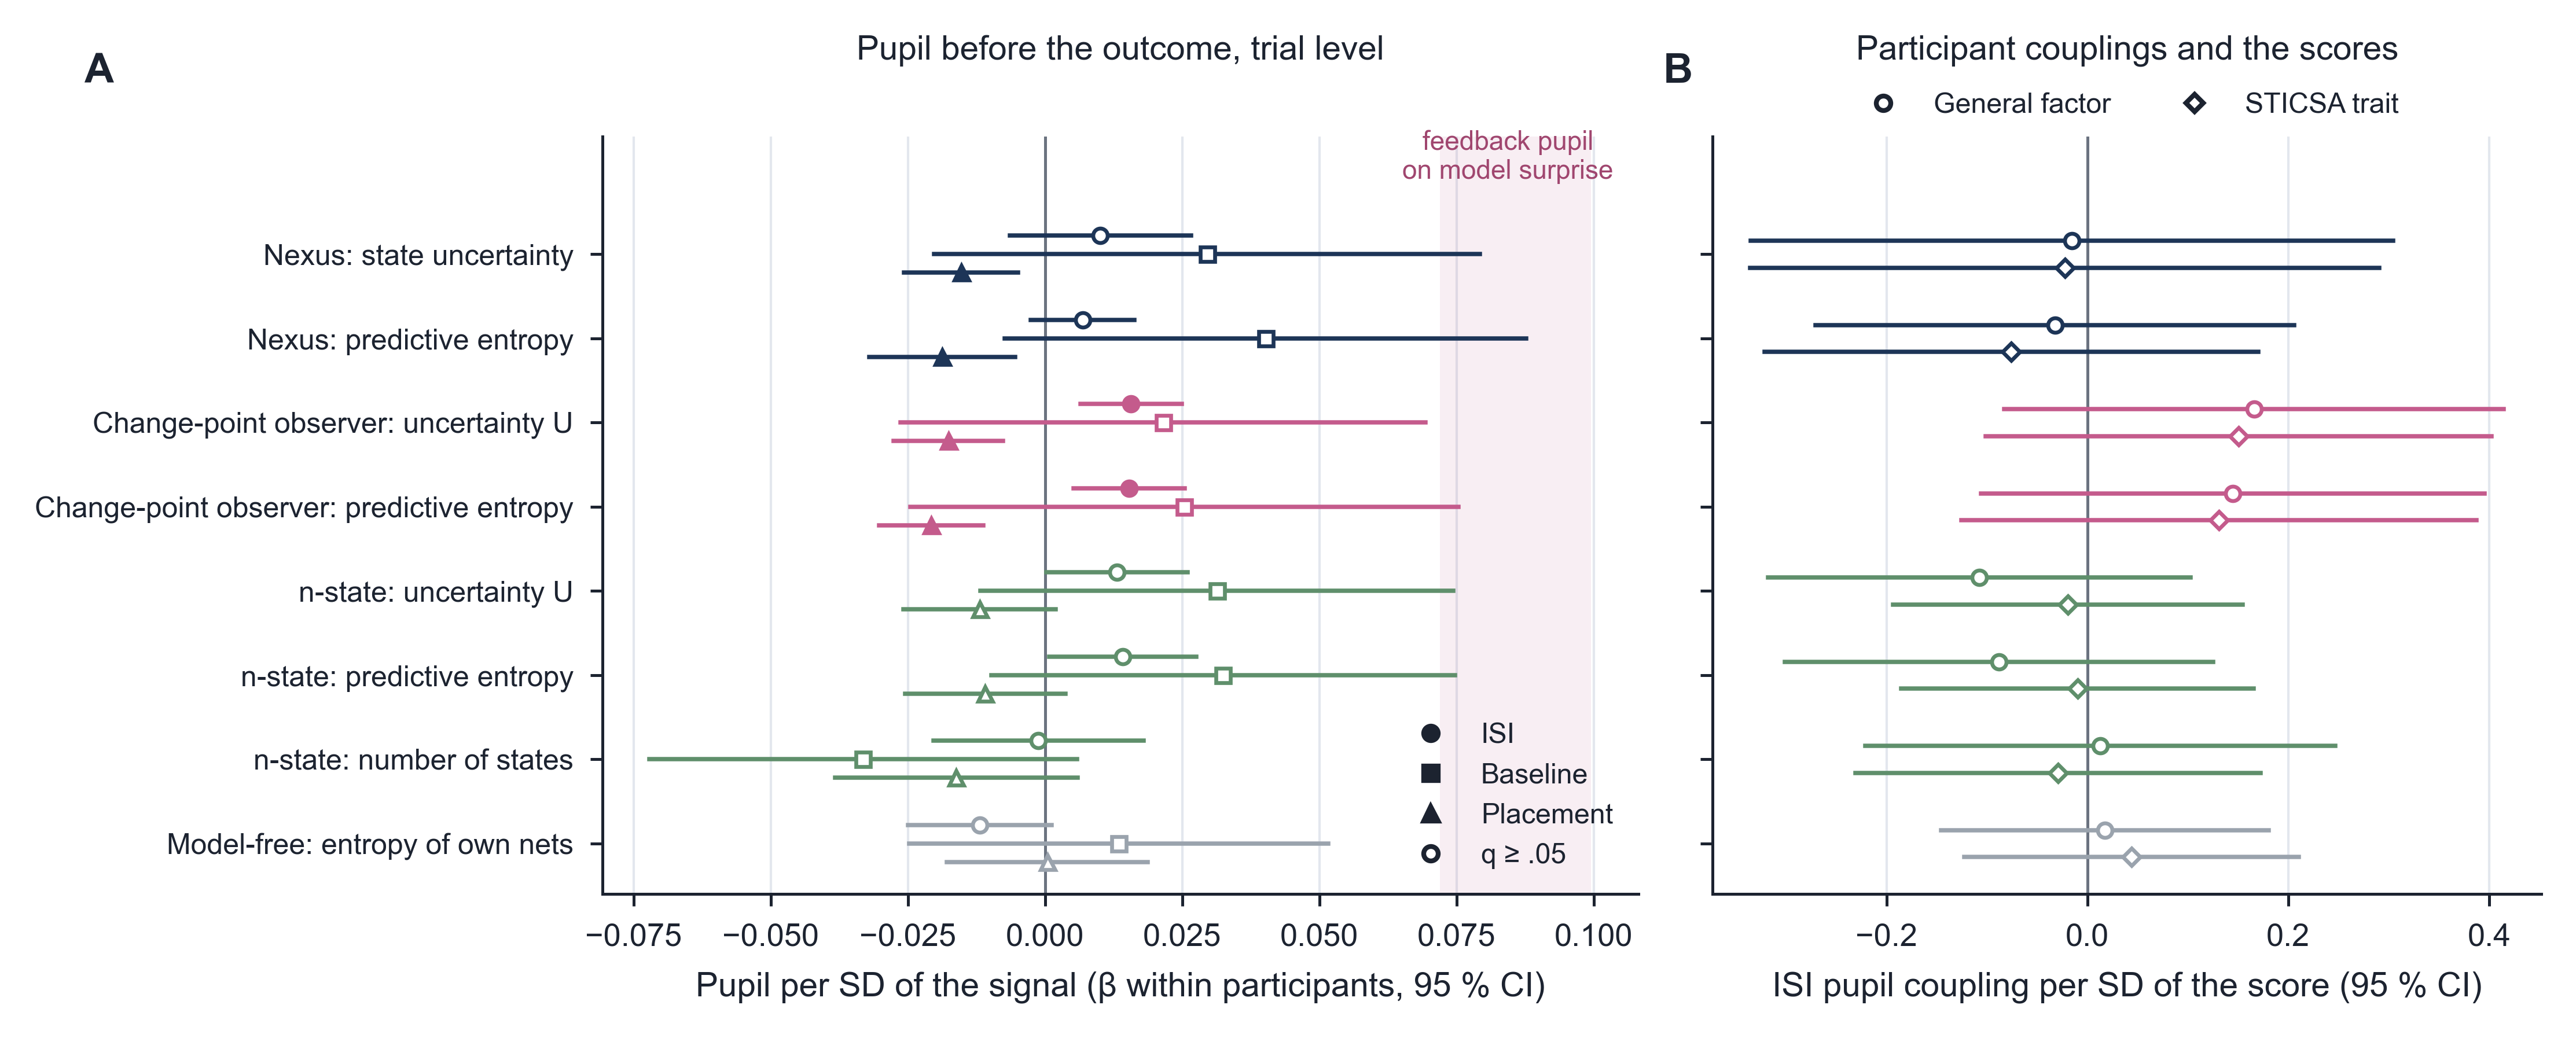 A
Pupil before the outcome, trial level
feedback pupil
on model surprise
Nexus: state uncertainty
Nexus: predictive entropy
Change-point observer: uncertainty U
Change-point observer: predictive entropy
n-state: uncertainty U
n-state: predictive entropy
n-state: number of states
Model-free: entropy of own nets
ISI
Baseline
Placement
q ≥ .05
−0.075 −0.050 −0.025 0.000 0.025 0.050 0.075 0.100
Pupil per SD of the signal (β within participants, 95 % CI)
B
Participant couplings and the scores
General factor STICSA trait
−0.2 0.0 0.2 0.4
ISI pupil coupling per SD of the score (95 % CI)